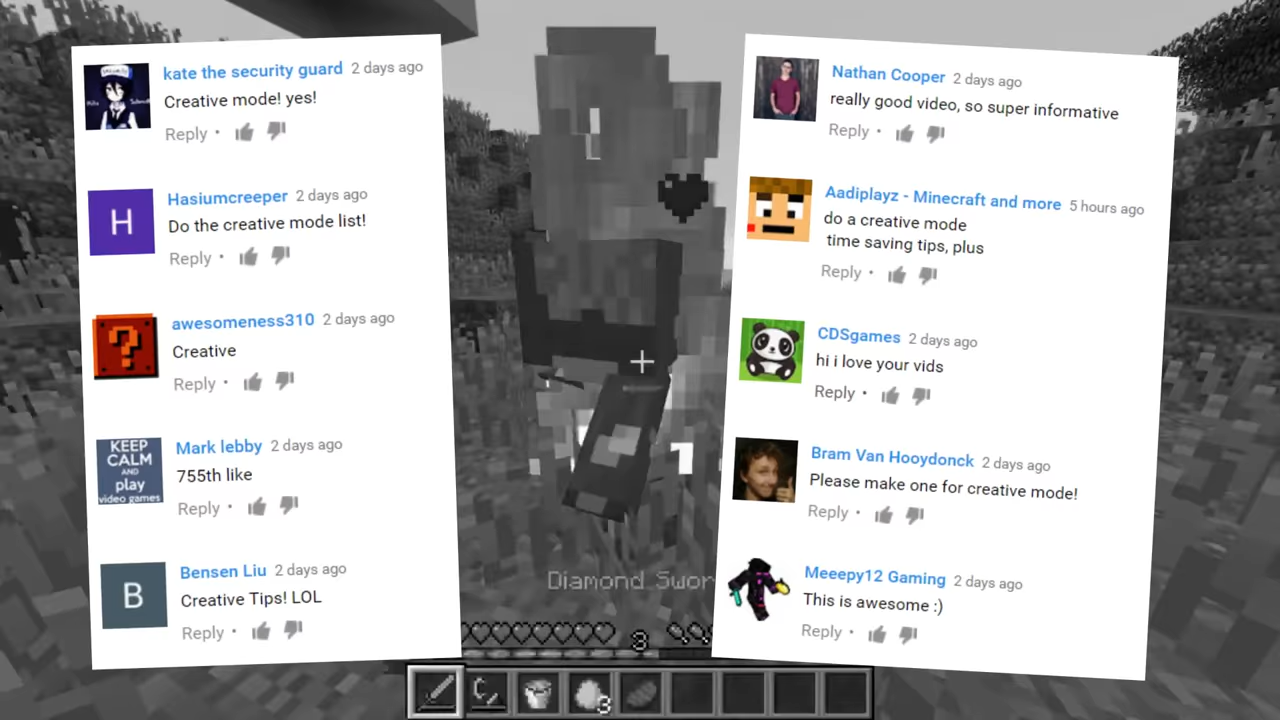 kate the security guard 2 days ago
Creative mode! yes!
Reply •
H
Hasiumcreeper 2 days ago
Do the creative mode list!
Reply •
?
awesomeness310 2 days ago
Creative
Reply •
KEEP
CALM
AND
play
video games
Mark lebby 2 days ago
755th like
Reply •
B
Bensen Liu 2 days ago
Creative Tips! LOL
Reply •
Nathan Cooper 2 days ago
really good video, so super informative
Reply •
Aadiplayz - Minecraft and more 5 hours ago
do a creative mode
time saving tips, plus
Reply •
CDSgames 2 days ago
hi i love your vids
Reply •
Bram Van Hooydonck 2 days ago
Please make one for creative mode!
Reply •
Meeepy12 Gaming 2 days ago
This is awesome :)
Reply •
Diamond Swor
8
3